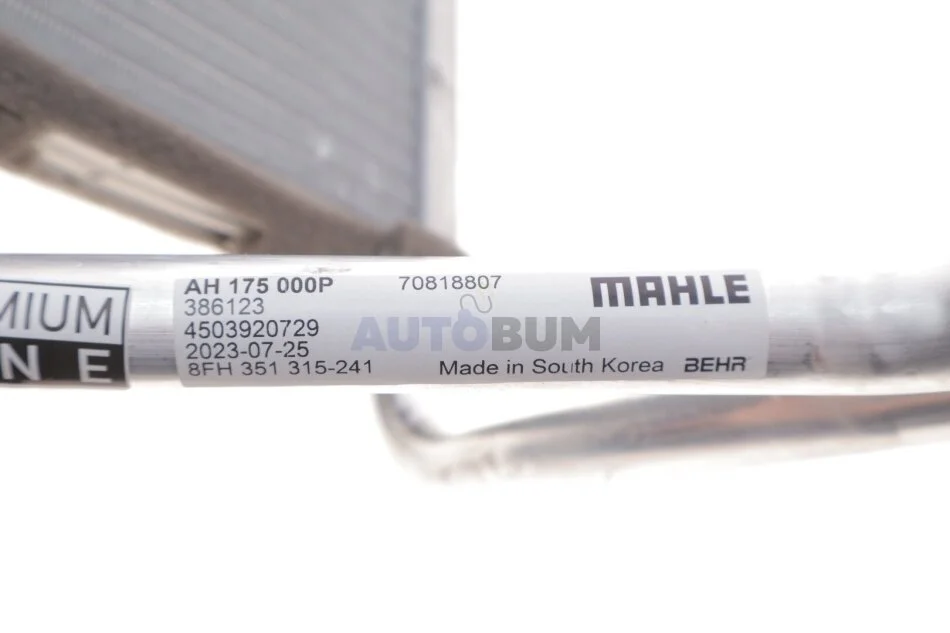 MIUM
NE
AH 175 000P 70818807 MAHLE
386123
4503920729
2023-07-25
8FH 351 315-241 Made in South Korea BEHR
AUTOBUM